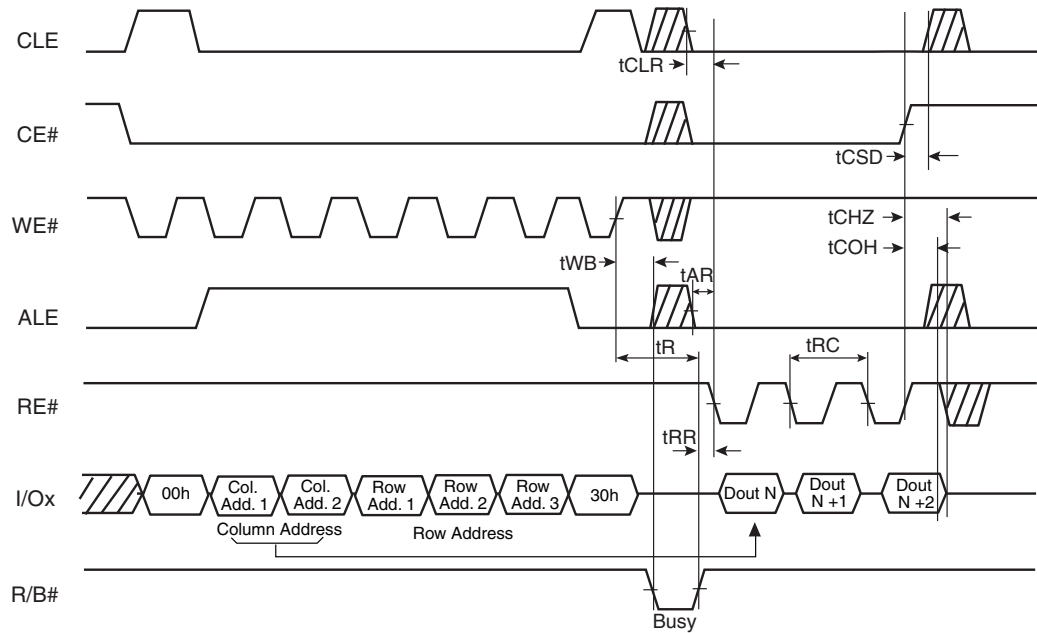 CLE
tCLR
CE#
tCSD
WE#
tCHZ
tCOH
tWB
tAR
ALE
tR
tRC
RE#
tRR
I/Ox
00h
Col. Add. 1
Col. Add. 2
Row Add. 1
Row Add. 2
Row Add. 3
30h
Dout N
Dout N +1
Dout N +2
Column Address
Row Address
R/B#
Busy